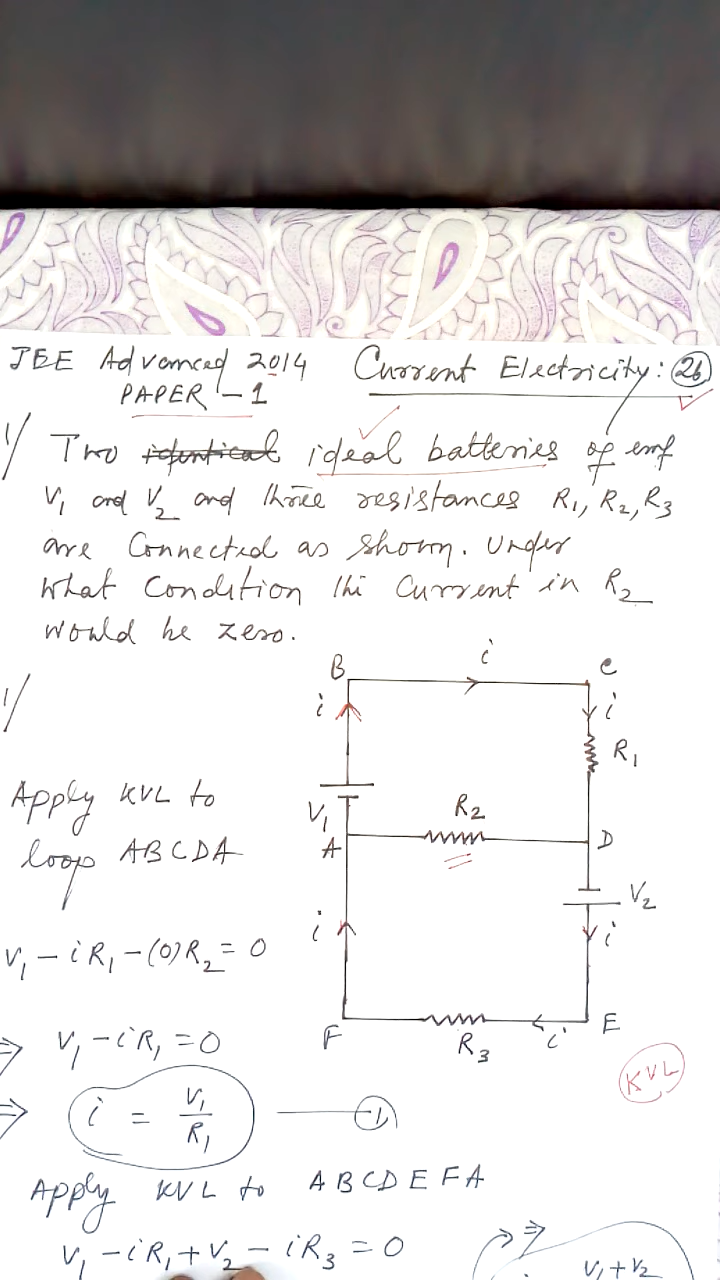 JEE Advanced 2014 Current Electricity: 26
PAPER - 1
1/ Two identical ideal batteries of emf
V₁ and V₂ and three resistances R₁, R₂, R₃
are Connected as shown. Under
what Condition the Current in R₂
would be zero.
1/
B i C
i i
R₁
Apply KVL to
loop ABCDA
V₁ R₂
A D
V₂
V₁ - iR₁ - (0)R₂ = 0
i i
F R₃ i E
KVL
⇒ V₁ - iR₁ = 0
⇒ i = V₁/R₁ — 1
Apply KVL to ABCDEFA
V₁ - iR₁ + V₂ - iR₃ = 0
⇒ V₁ + V₂